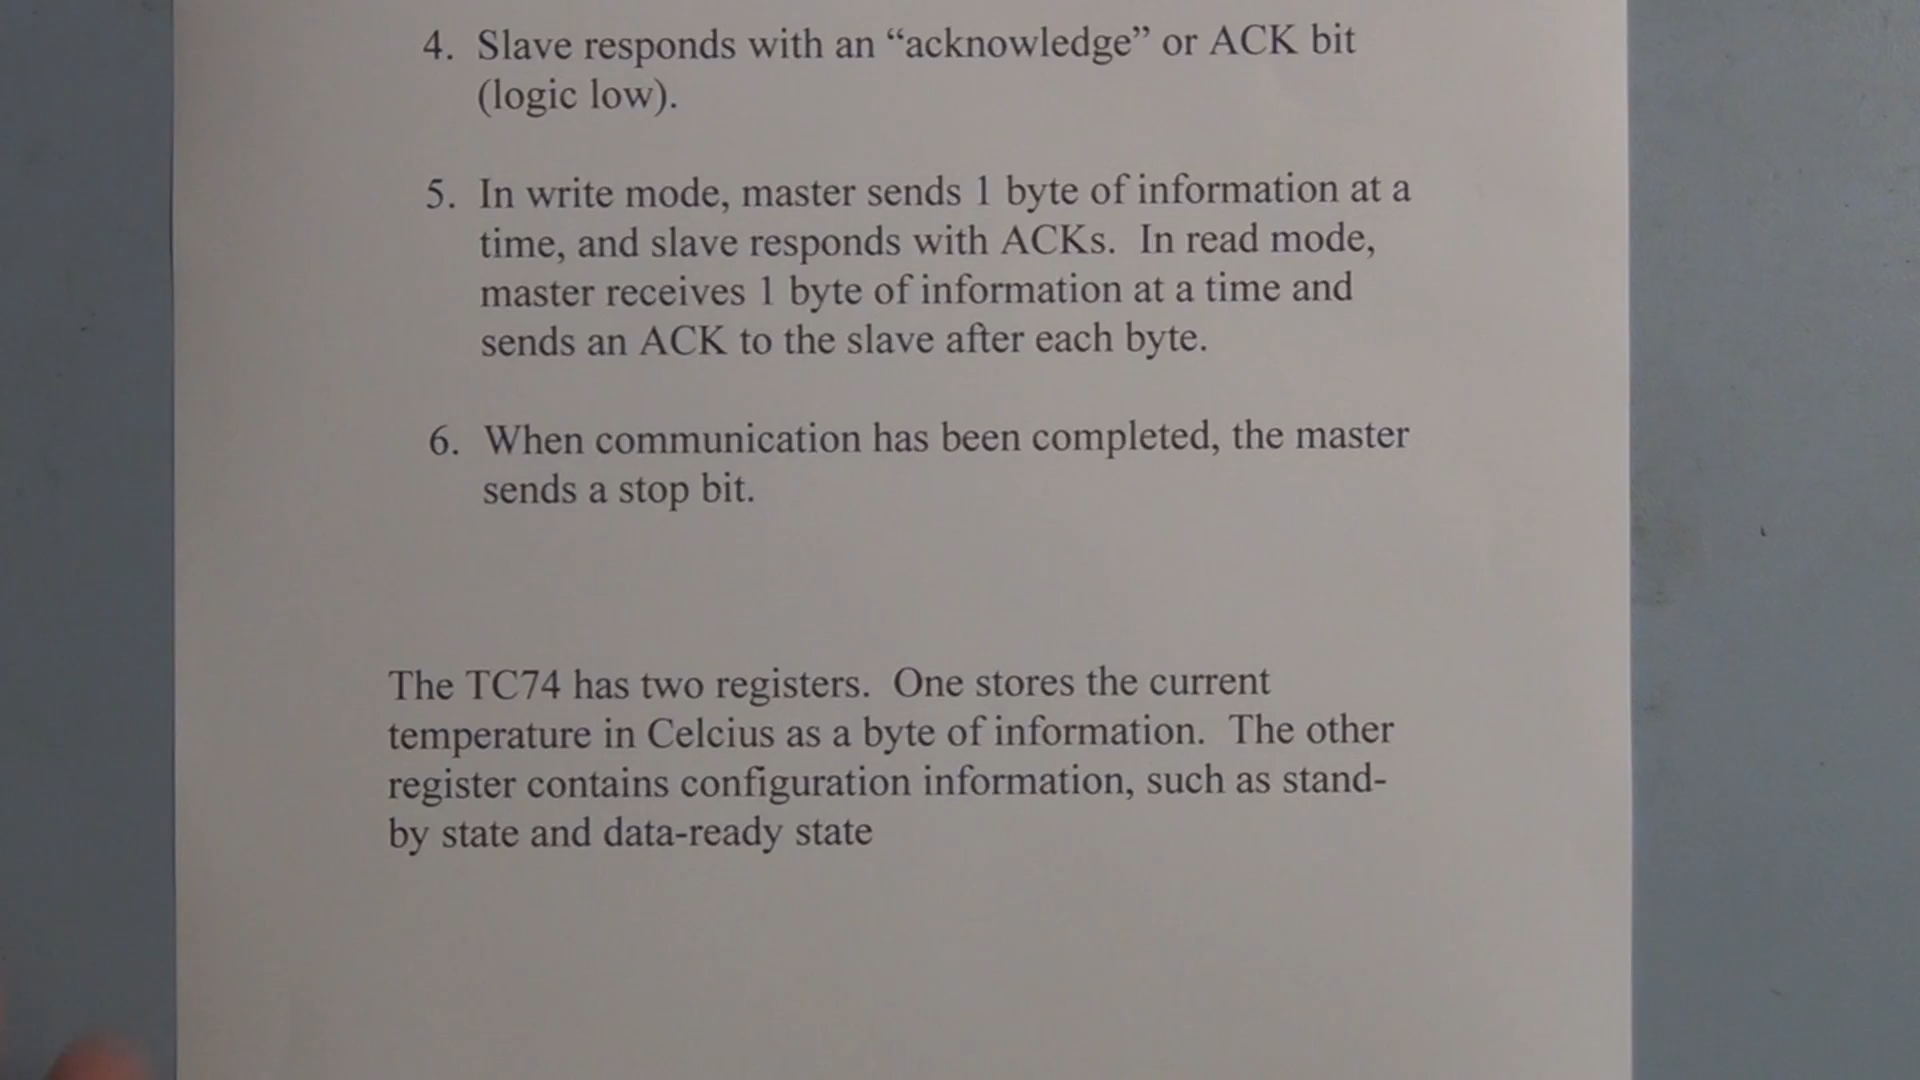 4. Slave responds with an “acknowledge” or ACK bit
(logic low).
5. In write mode, master sends 1 byte of information at a
time, and slave responds with ACKs. In read mode,
master receives 1 byte of information at a time and
sends an ACK to the slave after each byte.
6. When communication has been completed, the master
sends a stop bit.
The TC74 has two registers. One stores the current
temperature in Celcius as a byte of information. The other
register contains configuration information, such as stand-
by state and data-ready state